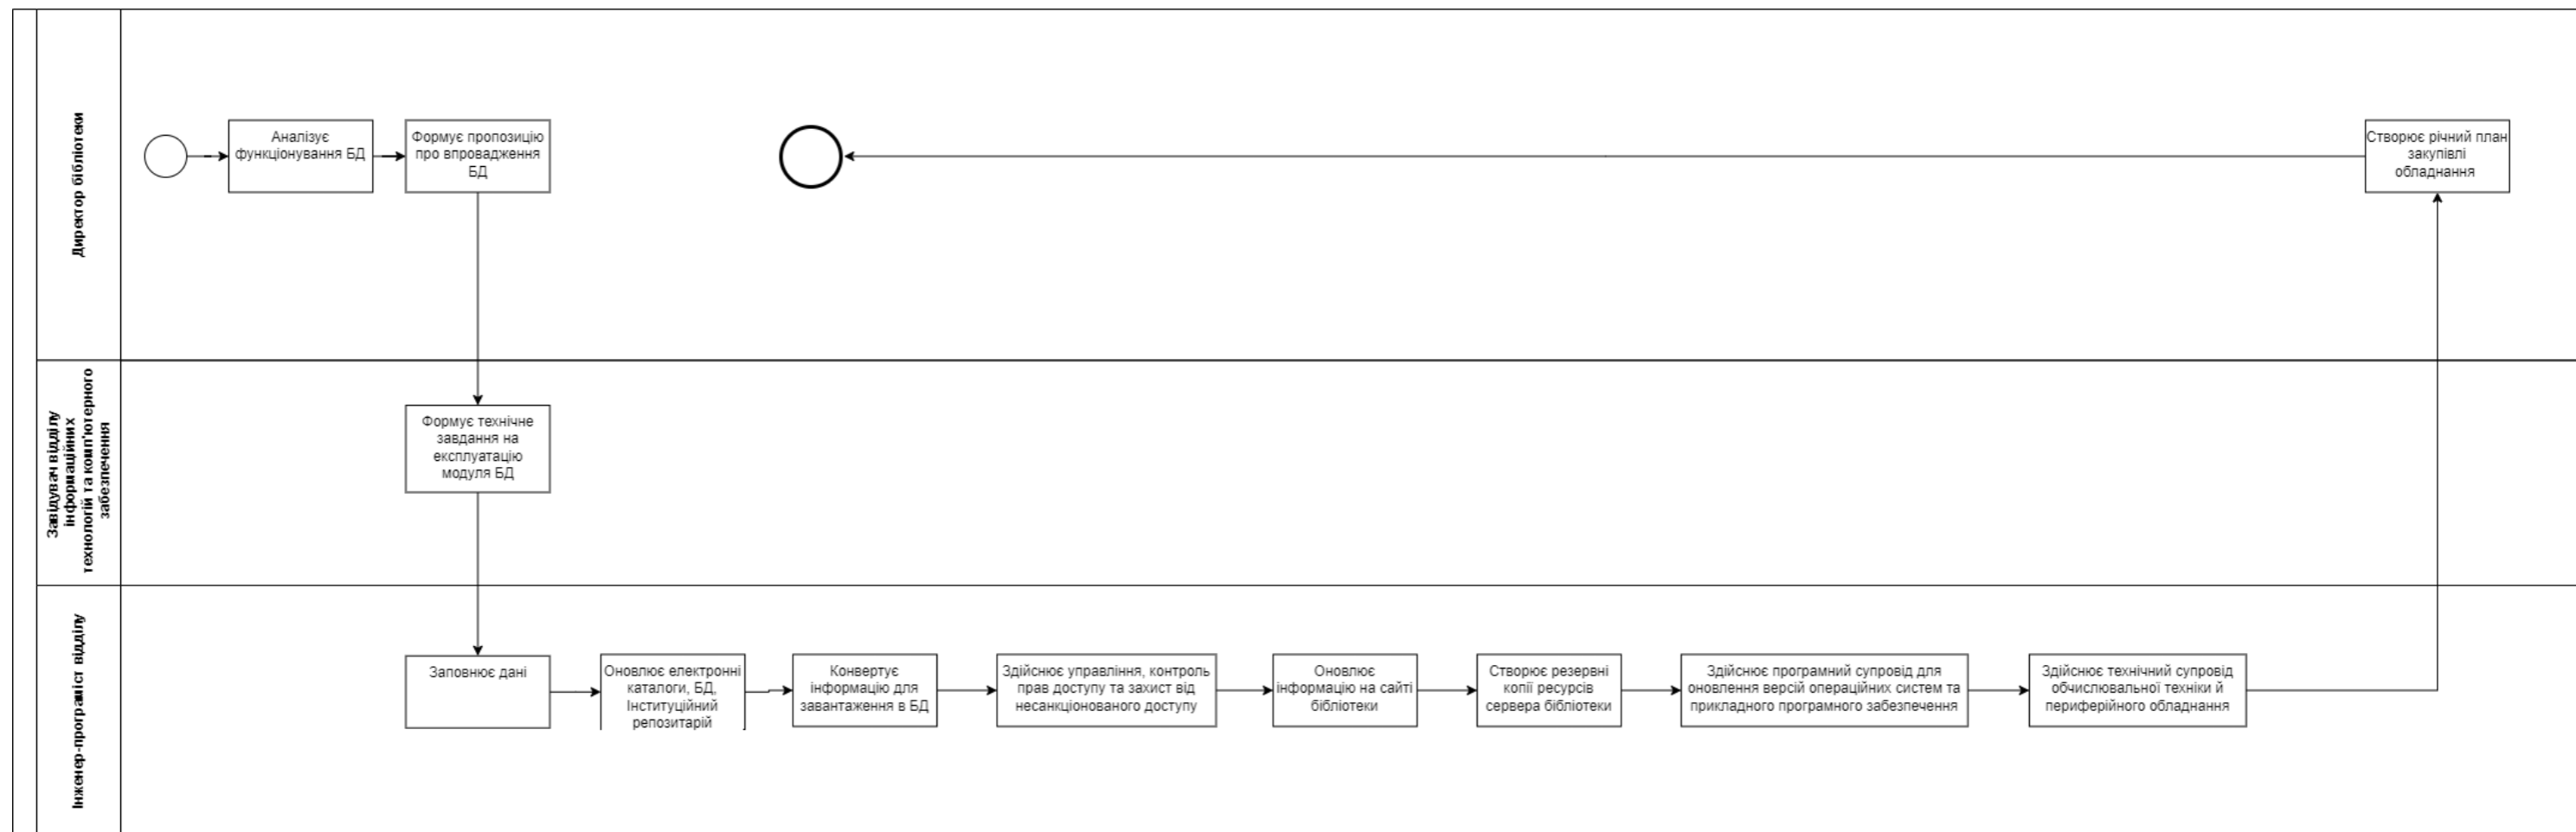 Директор бібліотеки
Аналізує
функціонування БД
Формує пропозицію
про впровадження
БД
Створює річний план
закупівлі
обладнання
Завідувач відділу
інформаційних
технологій та комп'ютерного
забезпечення
Формує технічне
завдання на
експлуатацію
модуля БД
Інженер-програміст відділу
Заповнює дані
Оновлює електронні
каталоги, БД,
Інституційний
репозитарій
Конвертує
інформацію для
завантаження в БД
Здійснює управління, контроль
прав доступу та захист від
несанкціонованого доступу
Оновлює
інформацію на сайті
бібліотеки
Створює резервні
копії ресурсів
сервера бібліотеки
Здійснює програмний супровід для
оновлення версій операційних систем та
прикладного програмного забезпечення
Здійснює технічний супровід
обчислювальної техніки й
периферійного обладнання